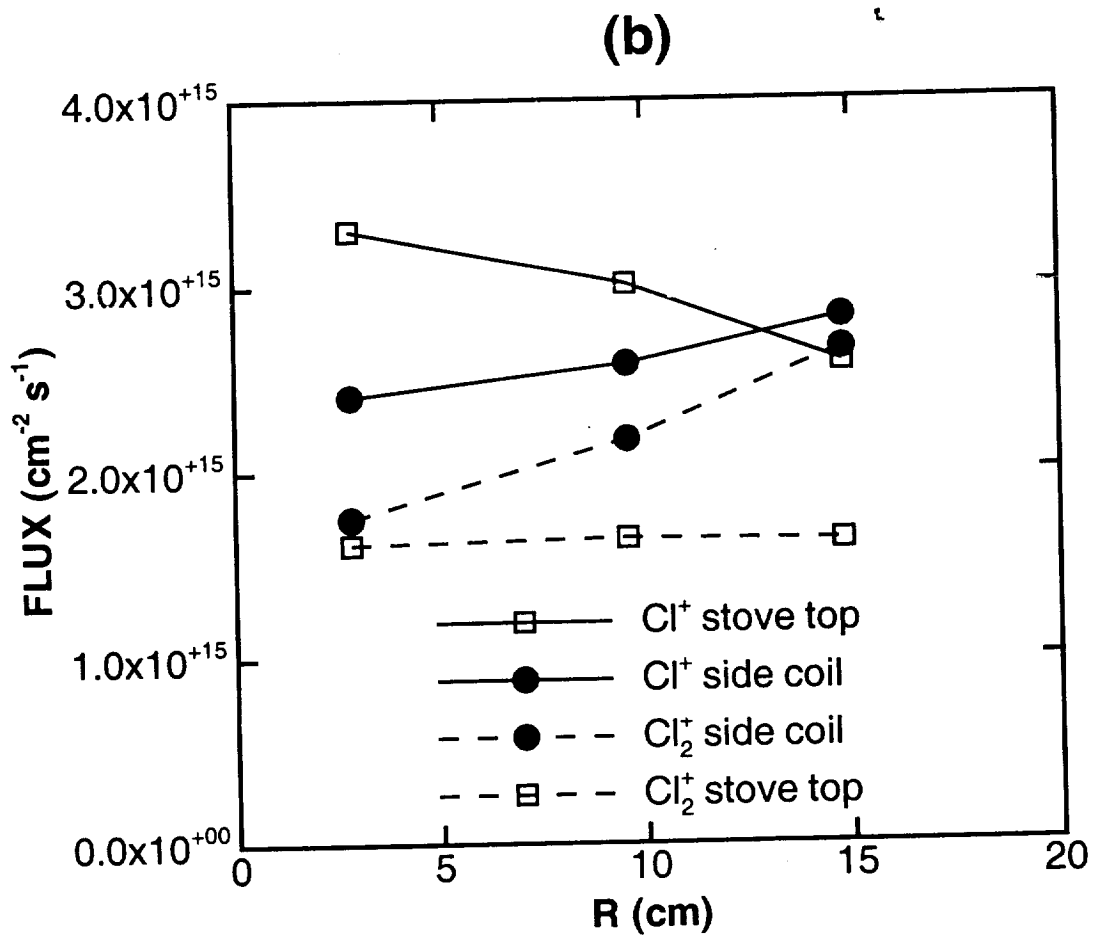 (b)
4.0x10+15
3.0x10+15
2.0x10+15
1.0x10+15
0.0x10+00
FLUX (cm-2 s-1)
Cl+ stove top
Cl+ side coil
Cl2+ side coil
Cl2+ stove top
0 5 10 15 20
R (cm)